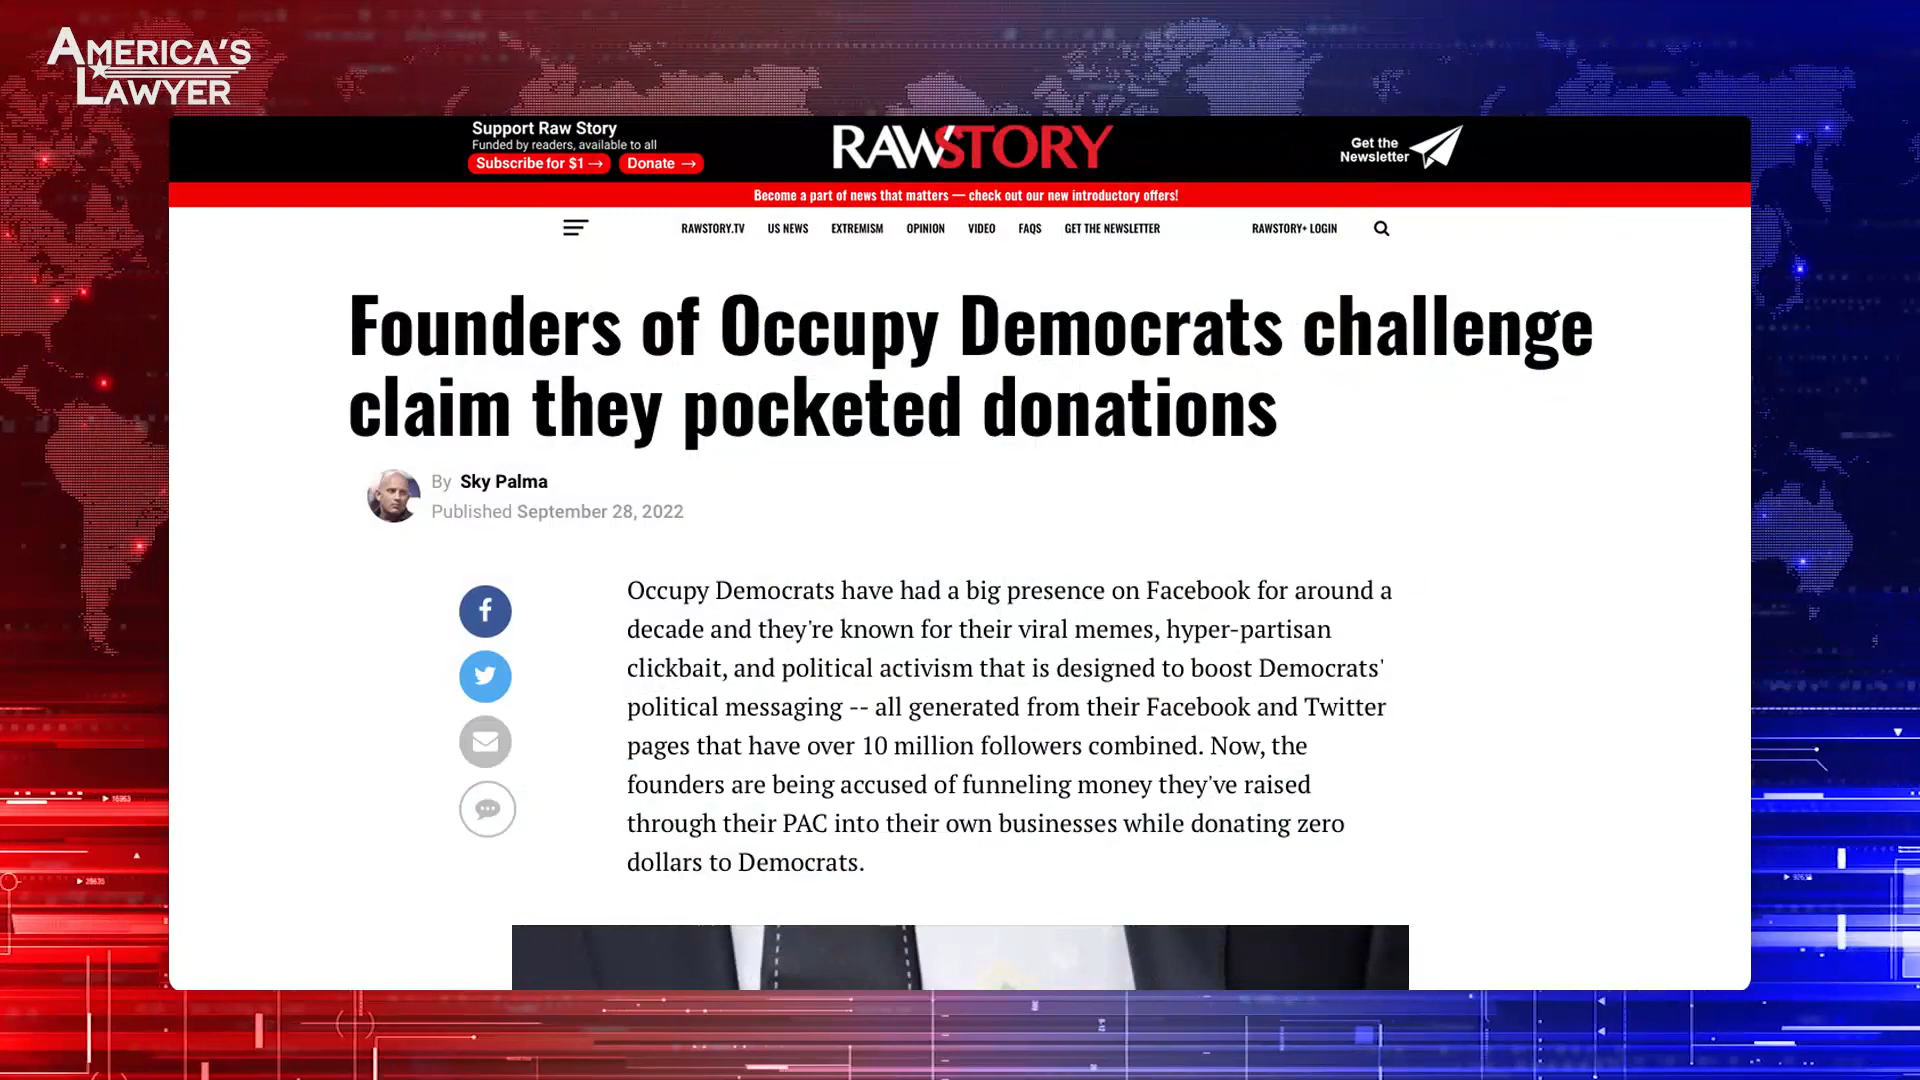 AMERICA'S
LAWYER
Support Raw Story
Funded by readers, available to all
Subscribe for $1 → Donate →
RAWSTORY
Get the
Newsletter
Become a part of news that matters — check out our new introductory offers!
RAWSTORY.TV US NEWS EXTREMISM OPINION VIDEO FAQS GET THE NEWSLETTER RAWSTORY+ LOGIN
Founders of Occupy Democrats challenge
claim they pocketed donations
By Sky Palma
Published September 28, 2022
Occupy Democrats have had a big presence on Facebook for around a
decade and they're known for their viral memes, hyper-partisan
clickbait, and political activism that is designed to boost Democrats'
political messaging -- all generated from their Facebook and Twitter
pages that have over 10 million followers combined. Now, the
founders are being accused of funneling money they've raised
through their PAC into their own businesses while donating zero
dollars to Democrats.